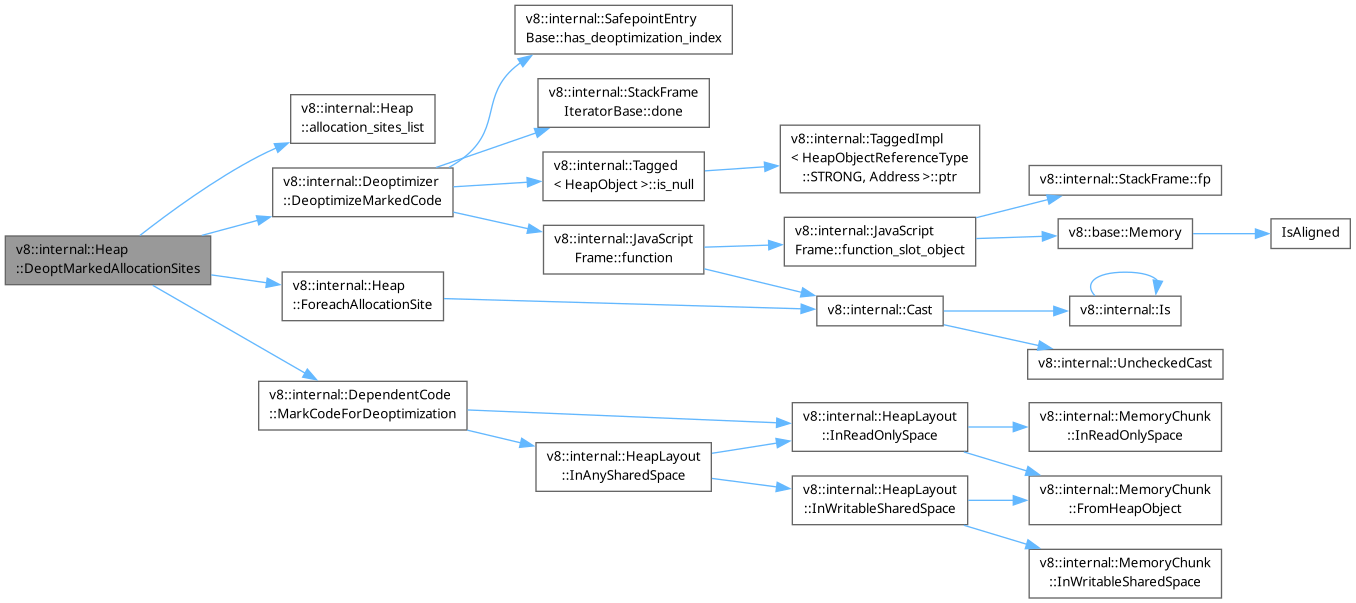 v8::internal::Heap
::DeoptMarkedAllocationSites
v8::internal::Heap
::allocation_sites_list
v8::internal::Deoptimizer
::DeoptimizeMarkedCode
v8::internal::SafepointEntry
Base::has_deoptimization_index
v8::internal::StackFrame
IteratorBase::done
v8::internal::Tagged
< HeapObject >::is_null
v8::internal::TaggedImpl
< HeapObjectReferenceType
::STRONG, Address >::ptr
v8::internal::JavaScript
Frame::function
v8::internal::JavaScript
Frame::function_slot_object
v8::internal::StackFrame::fp
v8::base::Memory
IsAligned
v8::internal::Heap
::ForeachAllocationSite
v8::internal::Cast
v8::internal::Is
v8::internal::UncheckedCast
v8::internal::DependentCode
::MarkCodeForDeoptimization
v8::internal::HeapLayout
::InAnySharedSpace
v8::internal::HeapLayout
::InReadOnlySpace
v8::internal::HeapLayout
::InWritableSharedSpace
v8::internal::MemoryChunk
::InReadOnlySpace
v8::internal::MemoryChunk
::FromHeapObject
v8::internal::MemoryChunk
::InWritableSharedSpace